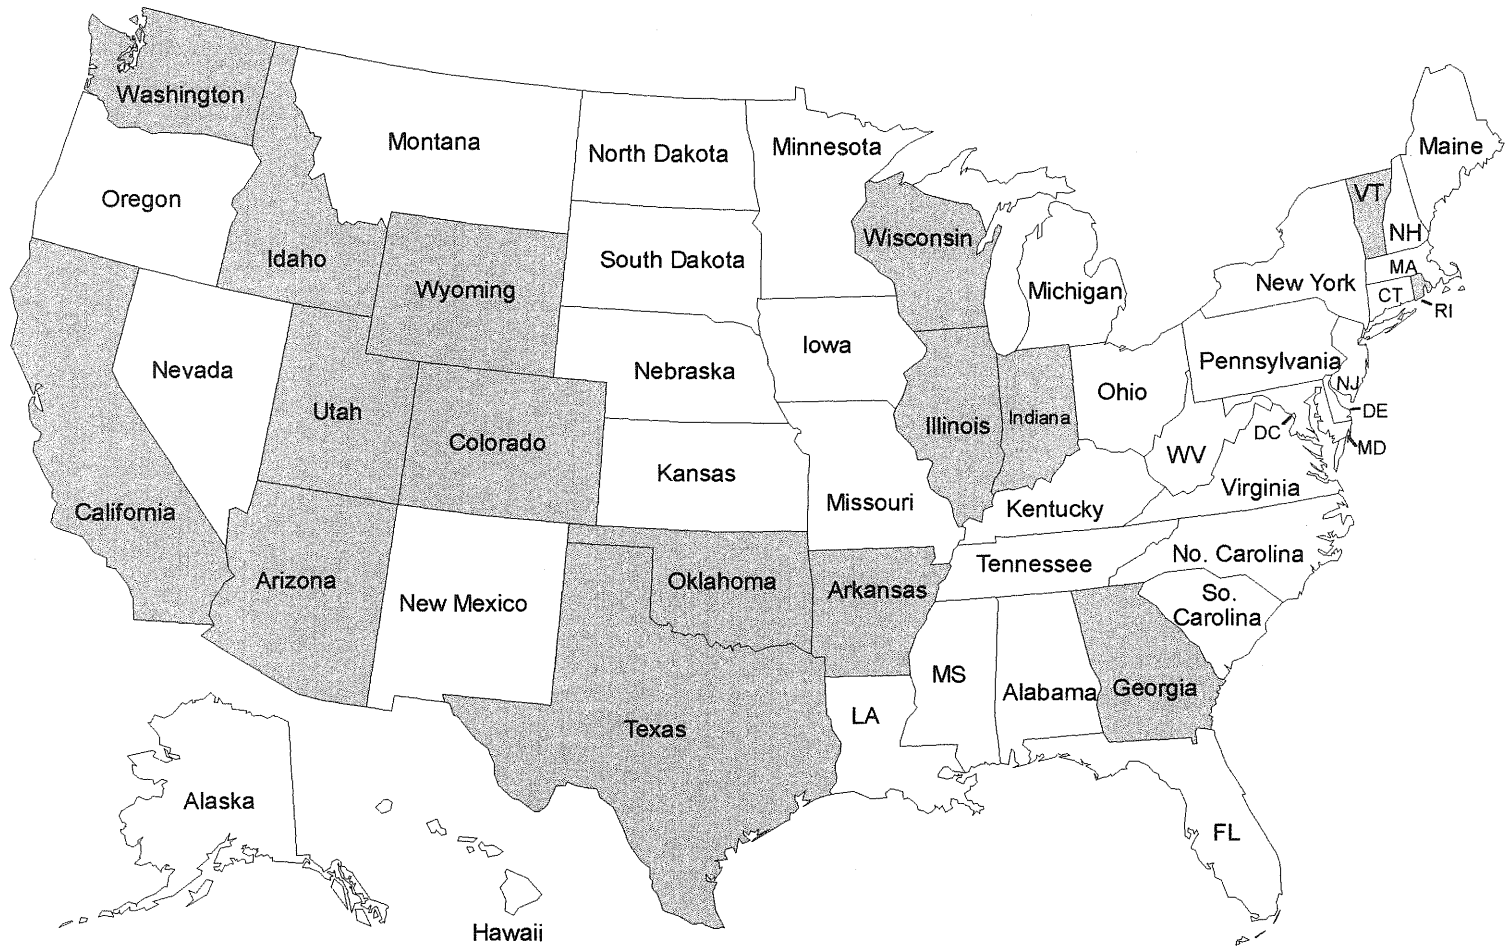 Washington
Montana
North Dakota
Minnesota
Maine
Oregon
VT
Idaho
Wisconsin
NH
South Dakota
Wyoming
Michigan
New York
MA
CT
RI
Nevada
Nebraska
Iowa
Pennsylvania
NJ
Utah
Colorado
Illinois
Indiana
Ohio
DE
DC
MD
WV
California
Kansas
Missouri
Kentucky
Virginia
Arizona
New Mexico
Oklahoma
Arkansas
Tennessee
No. Carolina
So.
Carolina
MS
Alabama
Georgia
Texas
LA
Alaska
FL
Hawaii